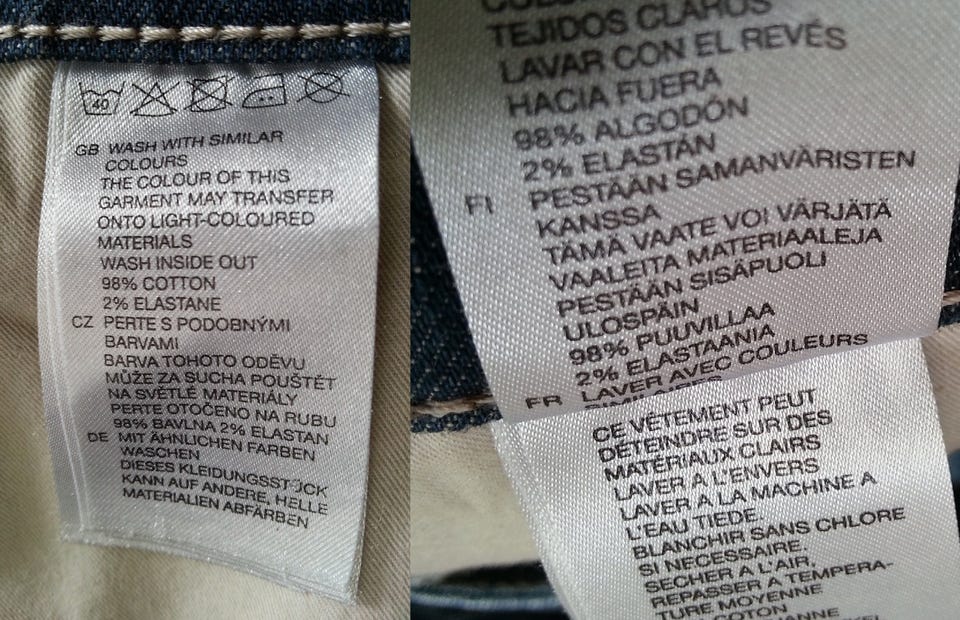 40
GB WASH WITH SIMILAR
COLOURS
THE COLOUR OF THIS
GARMENT MAY TRANSFER
ONTO LIGHT-COLOURED
MATERIALS
WASH INSIDE OUT
98% COTTON
2% ELASTANE
CZ PERTE S PODOBNÝMI
BARVAMI
BARVA TOHOTO ODĚVU
MŮŽE ZA SUCHA POUŠTĚT
NA SVĚTLÉ MATERIÁLY
PERTE OTOČENO NA RUBU
98% BAVLNA 2% ELASTAN
DE MIT ÄHNLICHEN FARBEN
WASCHEN
DIESES KLEIDUNGSSTÜCK
KANN AUF ANDERE, HELLE
MATERIALIEN ABFÄRBEN
TEJIDOS CLAROS
LAVAR CON EL REVÉS
HACIA FUERA
98% ALGODÓN
2% ELASTÁN
FI PESTÄÄN SAMANVÄRISTEN
KANSSA
TÄMÄ VAATE VOI VÄRJÄTÄ
VAALEITA MATERIAALEJA
PESTÄÄN SISÄPUOLI
ULOSPÄIN
98% PUUVILLAA
2% ELASTAANIA
FR LAVER AVEC COULEURS
CE VÊTEMENT PEUT
DÉTEINDRE SUR DES
MATÉRIAUX CLAIRS
LAVER À L'ENVERS
LAVER A LA MACHINE A
L'EAU TIEDE
BLANCHIR SANS CHLORE
SI NECESSAIRE.
SECHER A L'AIR,
REPASSER A TEMPERA-
TURE MOYENNE
COTON